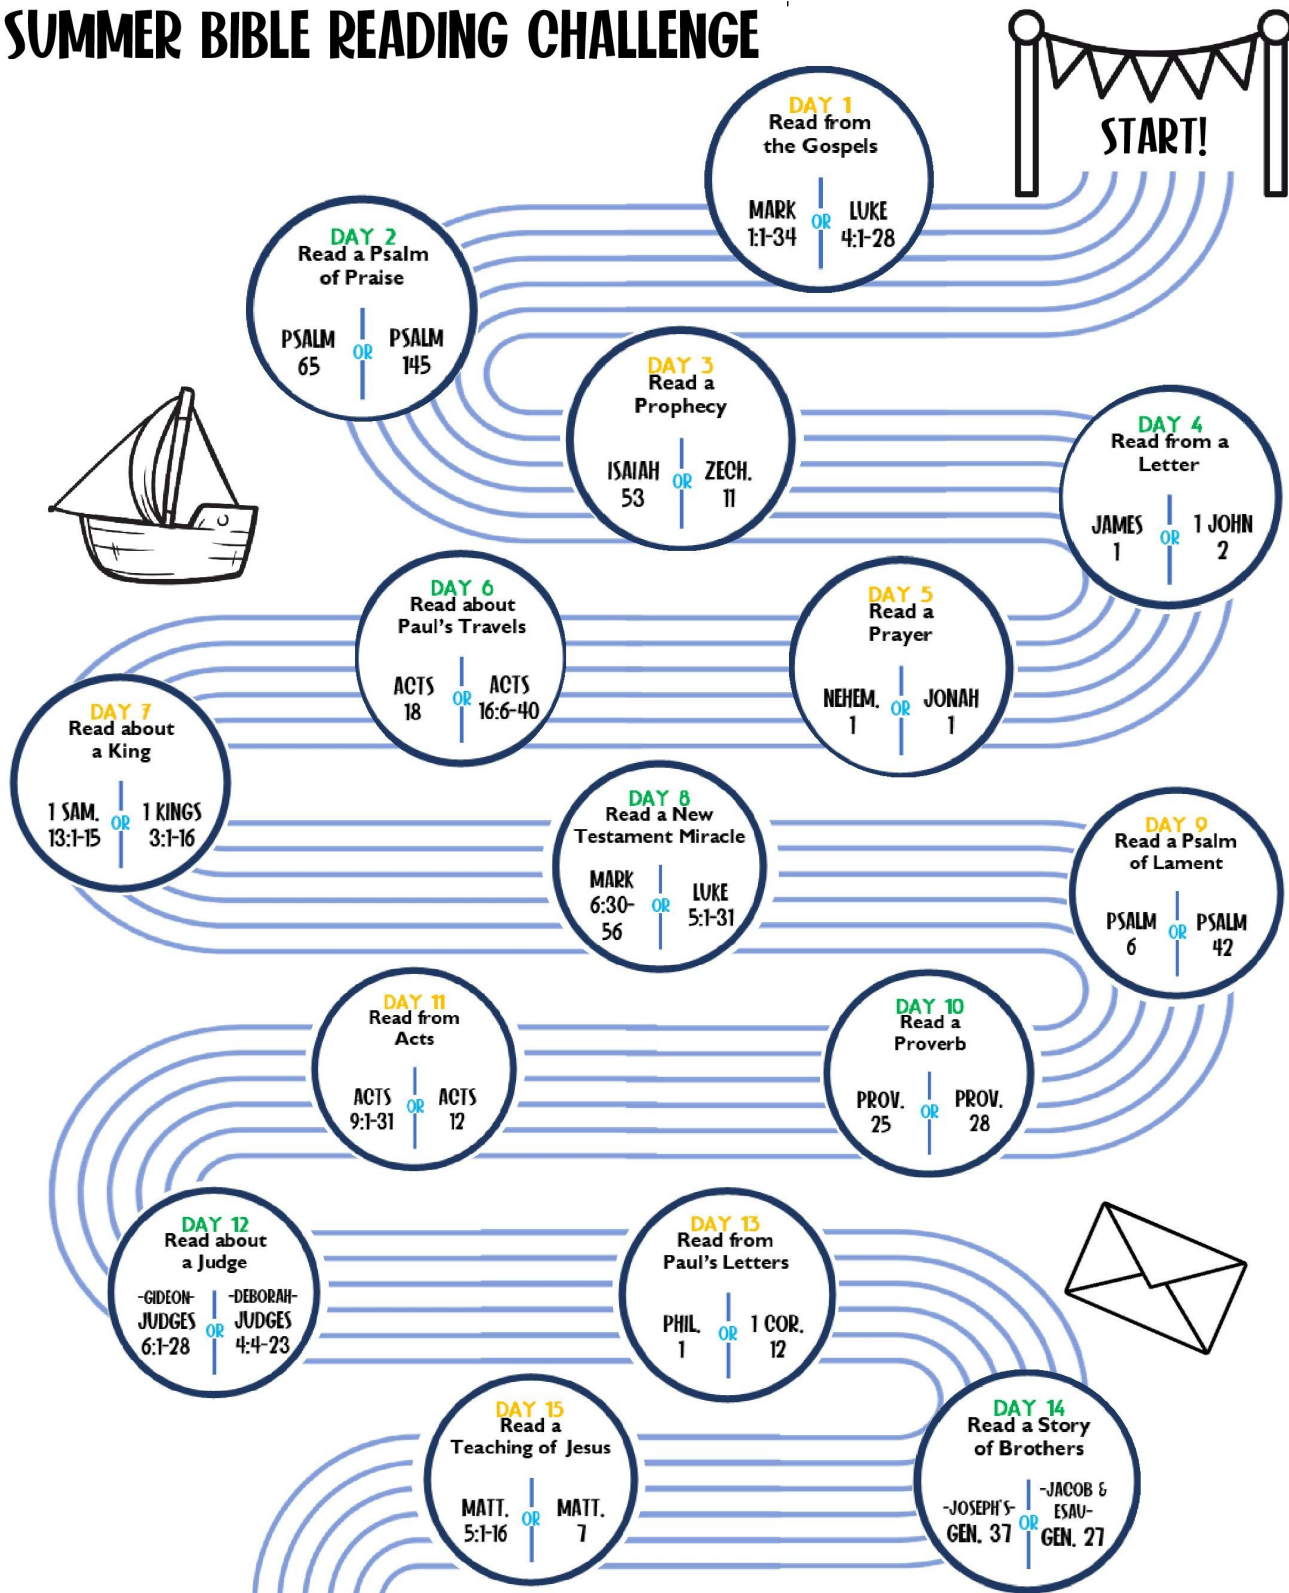 SUMMER BIBLE READING CHALLENGE
START!
DAY 1
Read from
the Gospels
MARK
1:1-34
OR
LUKE
4:1-28
DAY 2
Read a Psalm
of Praise
PSALM
65
OR
PSALM
145
DAY 3
Read a
Prophecy
ISAIAH
53
OR
ZECH.
11
DAY 4
Read from a
Letter
JAMES
1
OR
1 JOHN
2
DAY 5
Read a
Prayer
NEHEM.
1
OR
JONAH
1
DAY 6
Read about
Paul's Travels
ACTS
18
OR
ACTS
16:6-40
DAY 7
Read about
a King
1 SAM.
13:1-15
OR
1 KINGS
3:1-16
DAY 8
Read a New
Testament Miracle
MARK
6:30-
56
OR
LUKE
5:1-31
DAY 9
Read a Psalm
of Lament
PSALM
6
OR
PSALM
42
DAY 10
Read a
Proverb
PROV.
25
OR
PROV.
28
DAY 11
Read from
Acts
ACTS
9:1-31
OR
ACTS
12
DAY 12
Read about
a Judge
-GIDEON-
JUDGES
6:1-28
OR
-DEBORAH-
JUDGES
4:4-23
DAY 13
Read from
Paul's Letters
PHIL.
1
OR
1 COR.
12
DAY 14
Read a Story
of Brothers
-JOSEPH'S-
GEN. 37
OR
-JACOB &
ESAU-
GEN. 27
DAY 15
Read a
Teaching of Jesus
MATT.
5:1-16
OR
MATT.
7